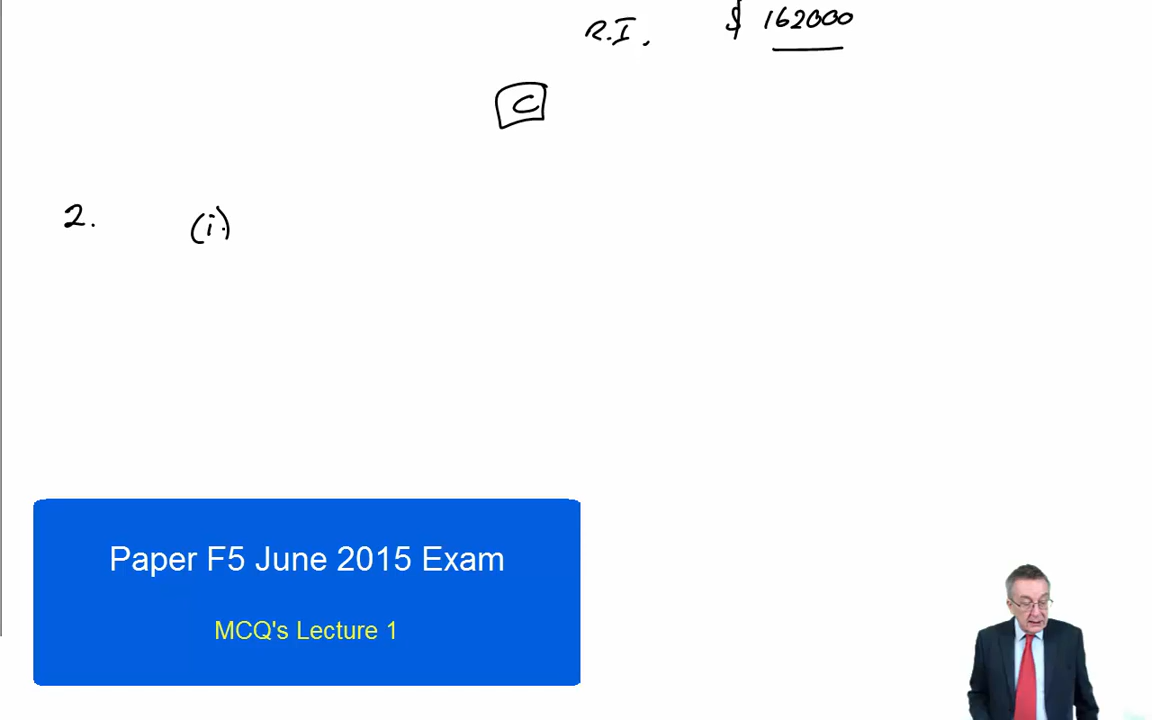 R.I. $ 162000
C
2. (i)
Paper F5 June 2015 Exam
MCQ's Lecture 1